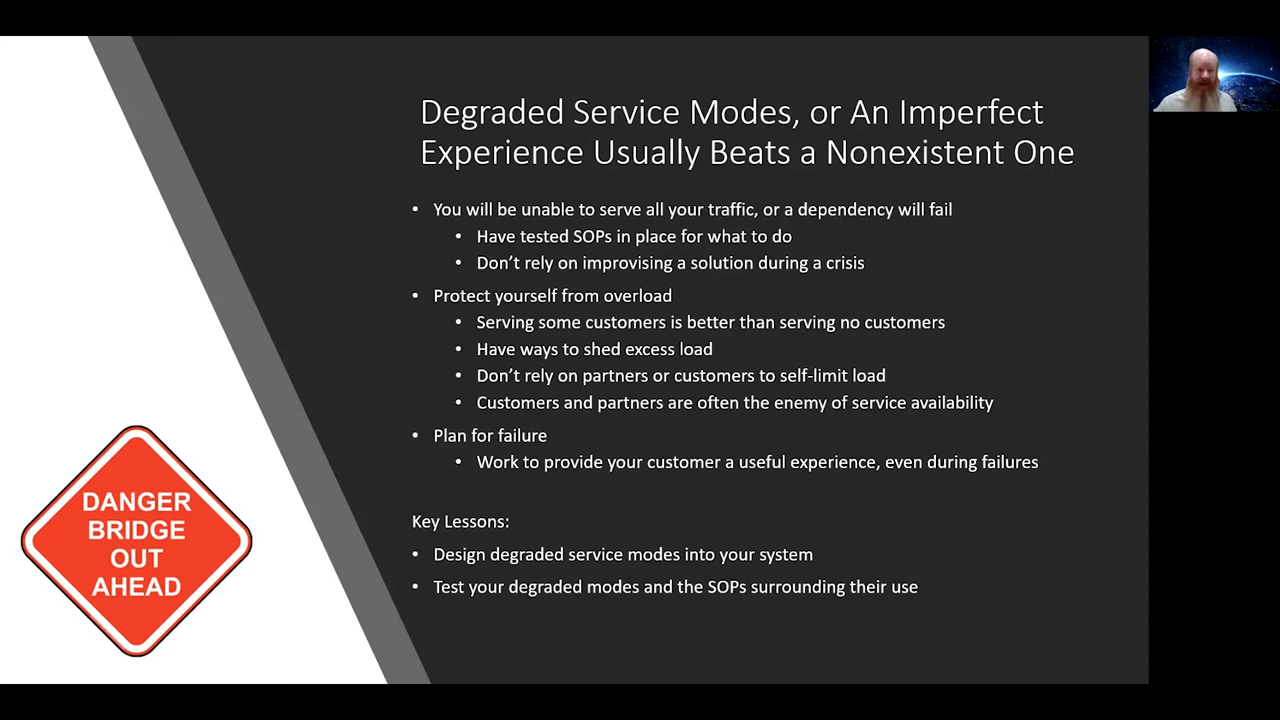 Degraded Service Modes, or An Imperfect
Experience Usually Beats a Nonexistent One
• You will be unable to serve all your traffic, or a dependency will fail
• Have tested SOPs in place for what to do
• Don’t rely on improvising a solution during a crisis
• Protect yourself from overload
• Serving some customers is better than serving no customers
• Have ways to shed excess load
• Don’t rely on partners or customers to self-limit load
• Customers and partners are often the enemy of service availability
• Plan for failure
• Work to provide your customer a useful experience, even during failures
Key Lessons:
• Design degraded service modes into your system
• Test your degraded modes and the SOPs surrounding their use
DANGER
BRIDGE
OUT
AHEAD